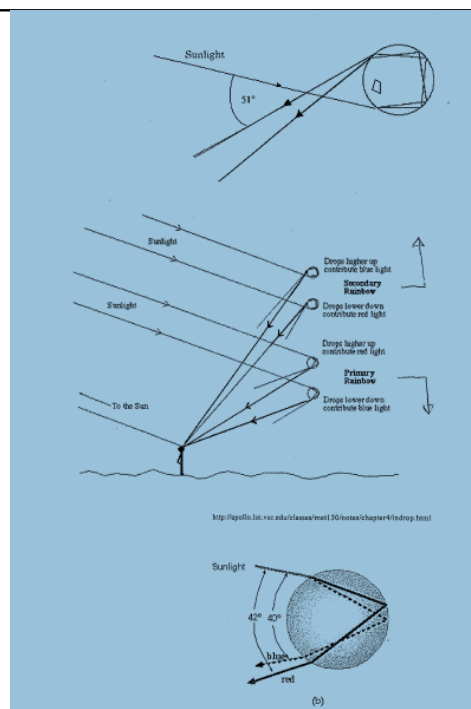 Sunlight
51°
Sunlight
Drops higher up
contribute blue light
Secondary
Rainbow
Drops lower down
contribute red light
Sunlight
Drops higher up
contribute red light
Primary
Rainbow
To the Sun
Drops lower down
contribute blue light
http://apollo.lsc.vsc.edu/classes/met130/notes/chapter4/indrop.html
Sunlight
42°
40°
blue
red
(b)